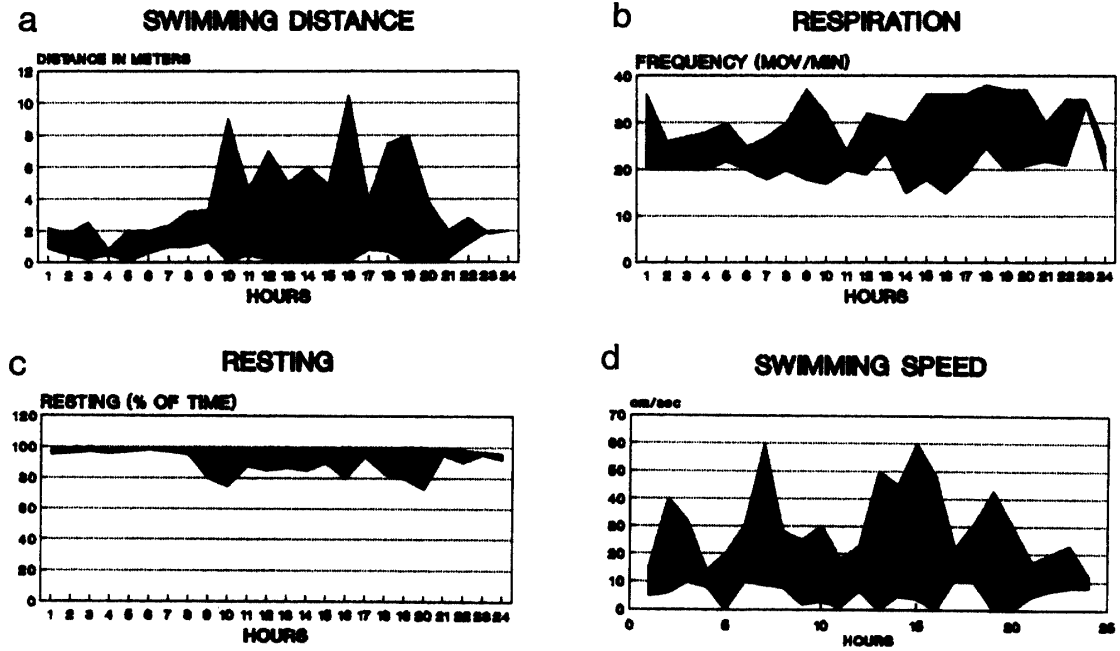 a
SWIMMING DISTANCE
DISTANCE IN METERS
12
10
8
6
4
2
0
1 2 3 4 5 6 7 8 9 10 11 12 13 14 15 16 17 18 19 20 21 22 23 24
HOURS
b
RESPIRATION
FREQUENCY (MOV/MIN)
40
30
20
10
0
1 2 3 4 5 6 7 8 9 10 11 12 13 14 15 16 17 18 19 20 21 22 23 24
HOURS
c
RESTING
RESTING (% OF TIME)
120
100
80
60
40
20
0
1 2 3 4 5 6 7 8 9 10 11 12 13 14 15 16 17 18 19 20 21 22 23 24
HOURS
d
SWIMMING SPEED
cm/sec
70
60
50
40
30
20
10
0
0 5 10 15 20 25
HOURS